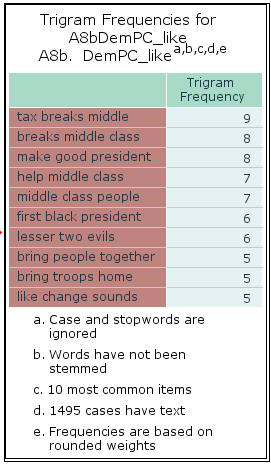 Trigram Frequencies for
A8bDemPC_like
A8b. DemPC_like a,b,c,d,e
Trigram
Frequency
tax breaks middle 9
breaks middle class 8
make good president 8
help middle class 7
middle class people 7
first black president 6
lesser two evils 6
bring people together 5
bring troops home 5
like change sounds 5
a. Case and stopwords are
ignored
b. Words have not been
stemmed
c. 10 most common items
d. 1495 cases have text
e. Frequencies are based on
rounded weights